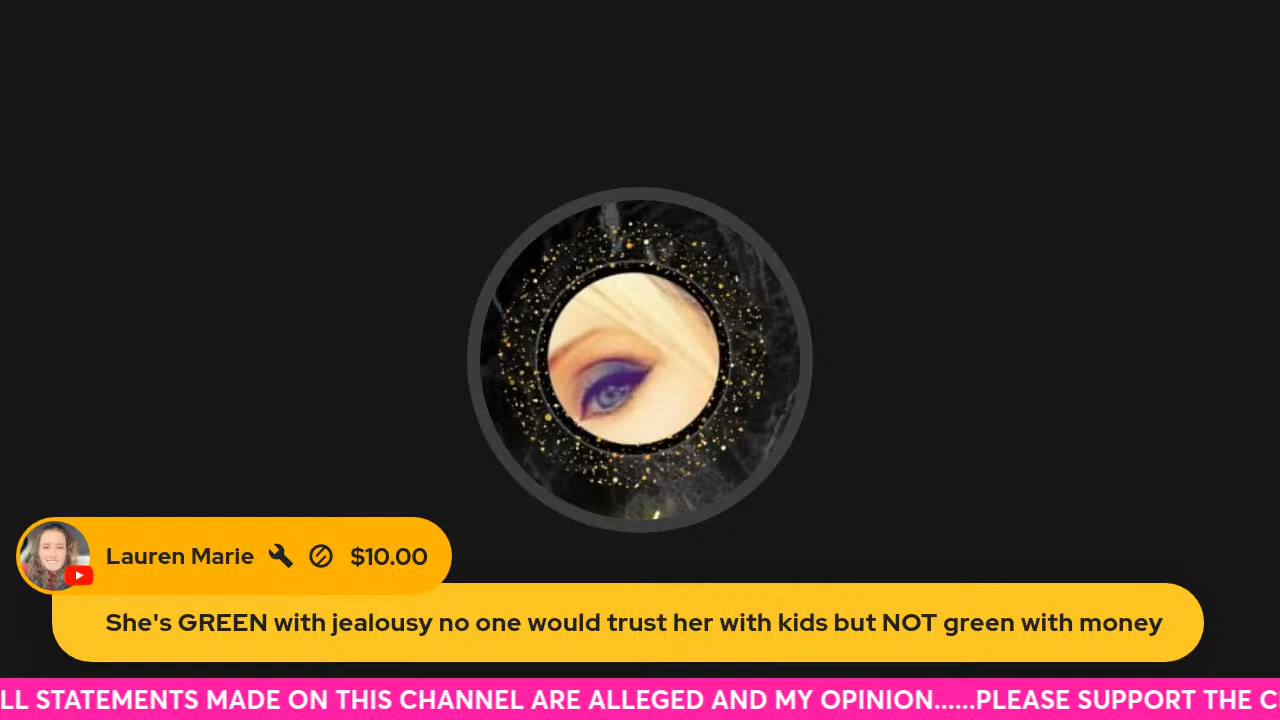 Lauren Marie $10.00
She's GREEN with jealousy no one would trust her with kids but NOT green with money
LL STATEMENTS MADE ON THIS CHANNEL ARE ALLEGED AND MY OPINION......PLEASE SUPPORT THE C